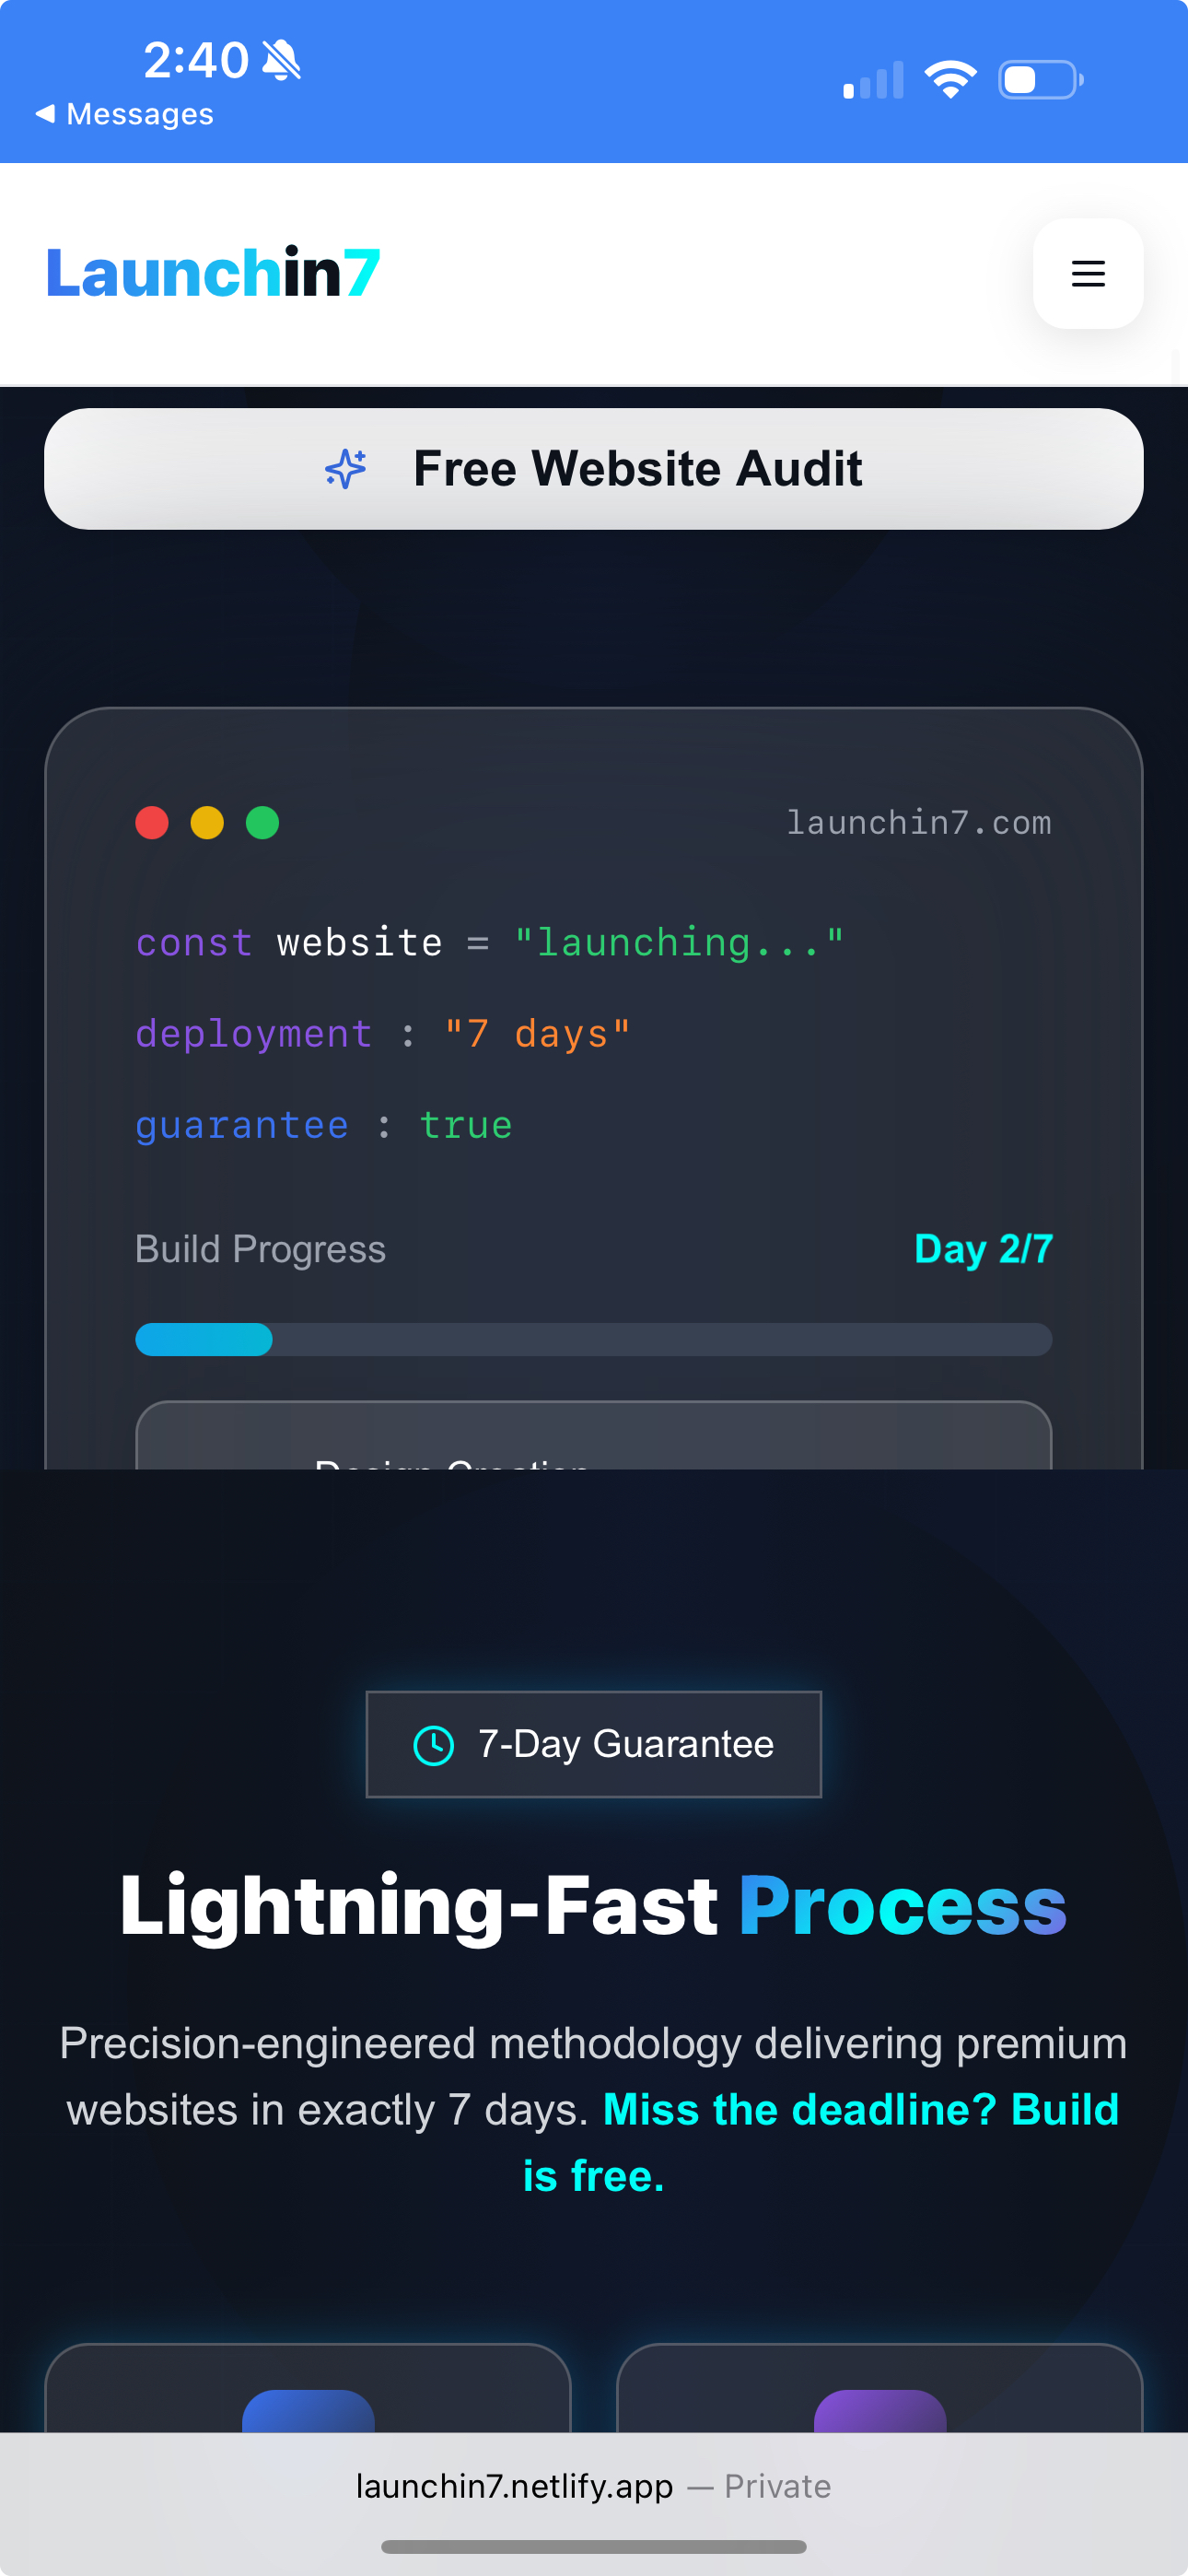 2:40
Messages
Launchin7
Free Website Audit
launchin7.com
const website = "launching..."
deployment : "7 days"
guarantee : true
Build Progress
Day 2/7
Design Creation
7-Day Guarantee
Lightning-Fast Process
Precision-engineered methodology delivering premium
websites in exactly 7 days. Miss the deadline? Build
is free.
launchin7.netlify.app — Private